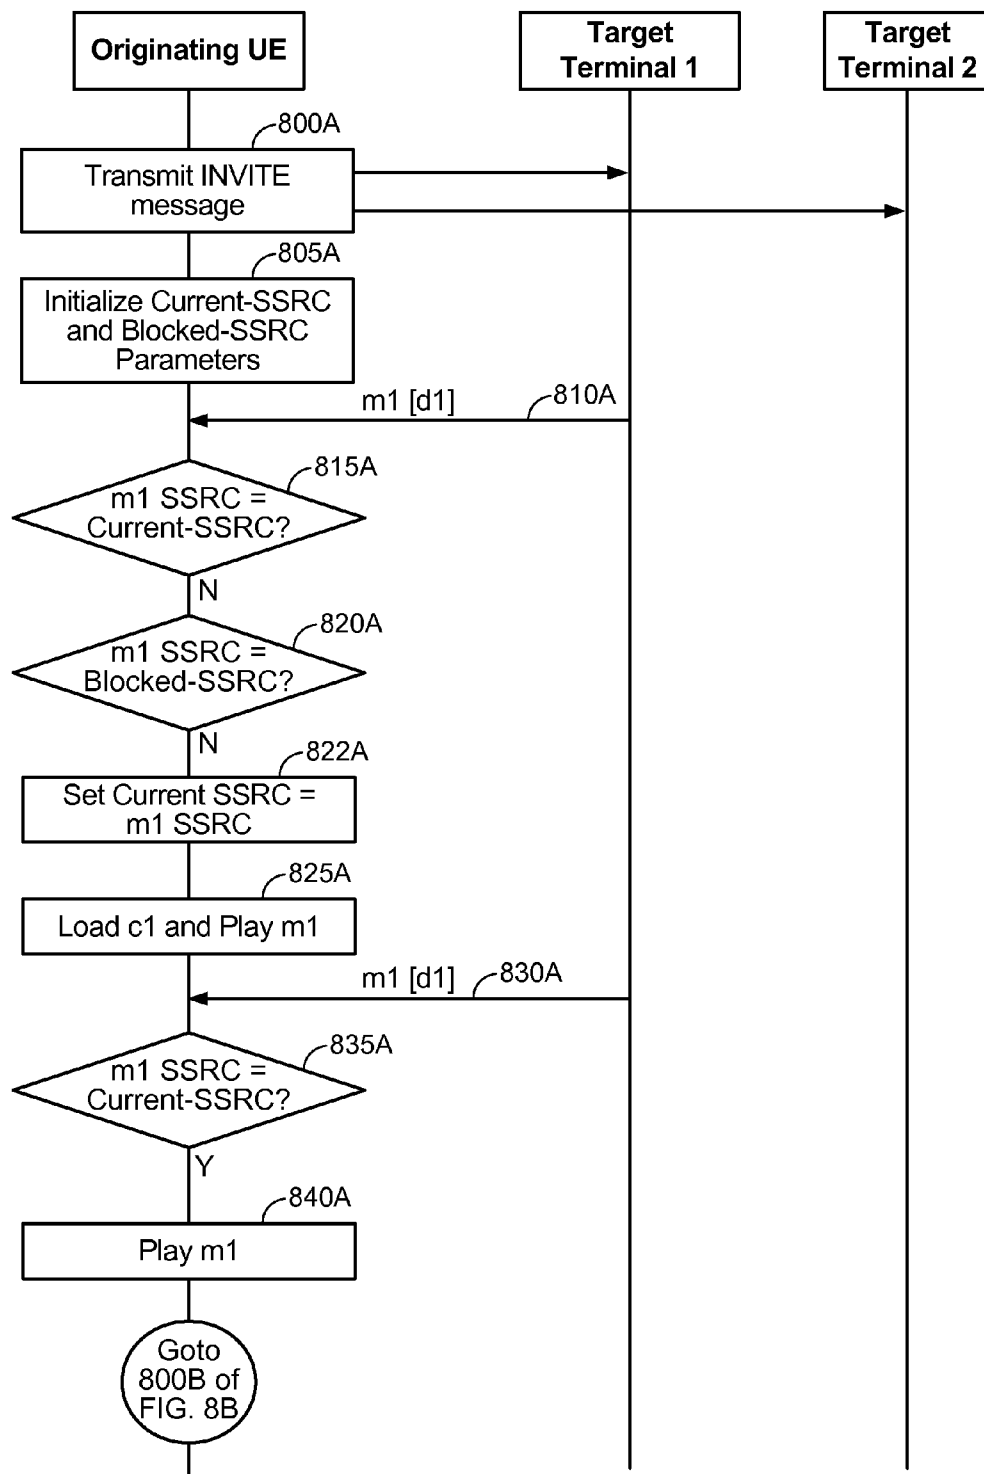 Originating UE
Target
Terminal 1
Target
Terminal 2
800A
Transmit INVITE
message
805A
Initialize Current-SSRC
and Blocked-SSRC
Parameters
m1 [d1]
810A
815A
m1 SSRC =
Current-SSRC?
N
820A
m1 SSRC =
Blocked-SSRC?
N
822A
Set Current SSRC =
m1 SSRC
825A
Load c1 and Play m1
m1 [d1]
830A
835A
m1 SSRC =
Current-SSRC?
Y
840A
Play m1
Goto
800B of
FIG. 8B